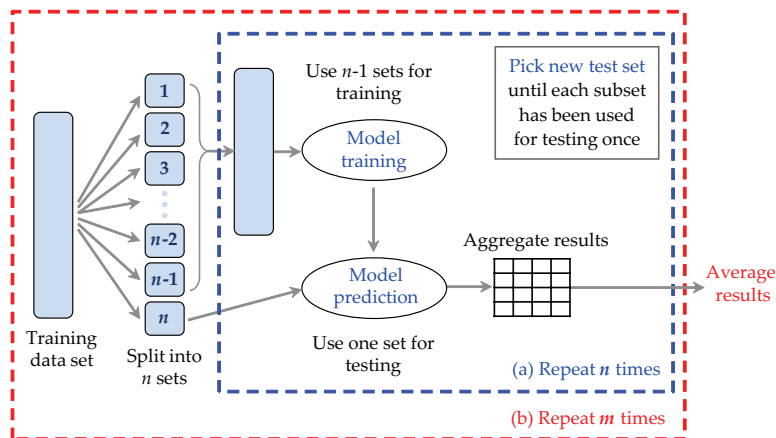 Training
data set
1
2
3
n-2
n-1
n
Split into
n sets
Use n-1 sets for
training
Model
training
Model
prediction
Use one set for
testing
Pick new test set
until each subset
has been used
for testing once
Aggregate results
(a) Repeat n times
(b) Repeat m times
Average
results